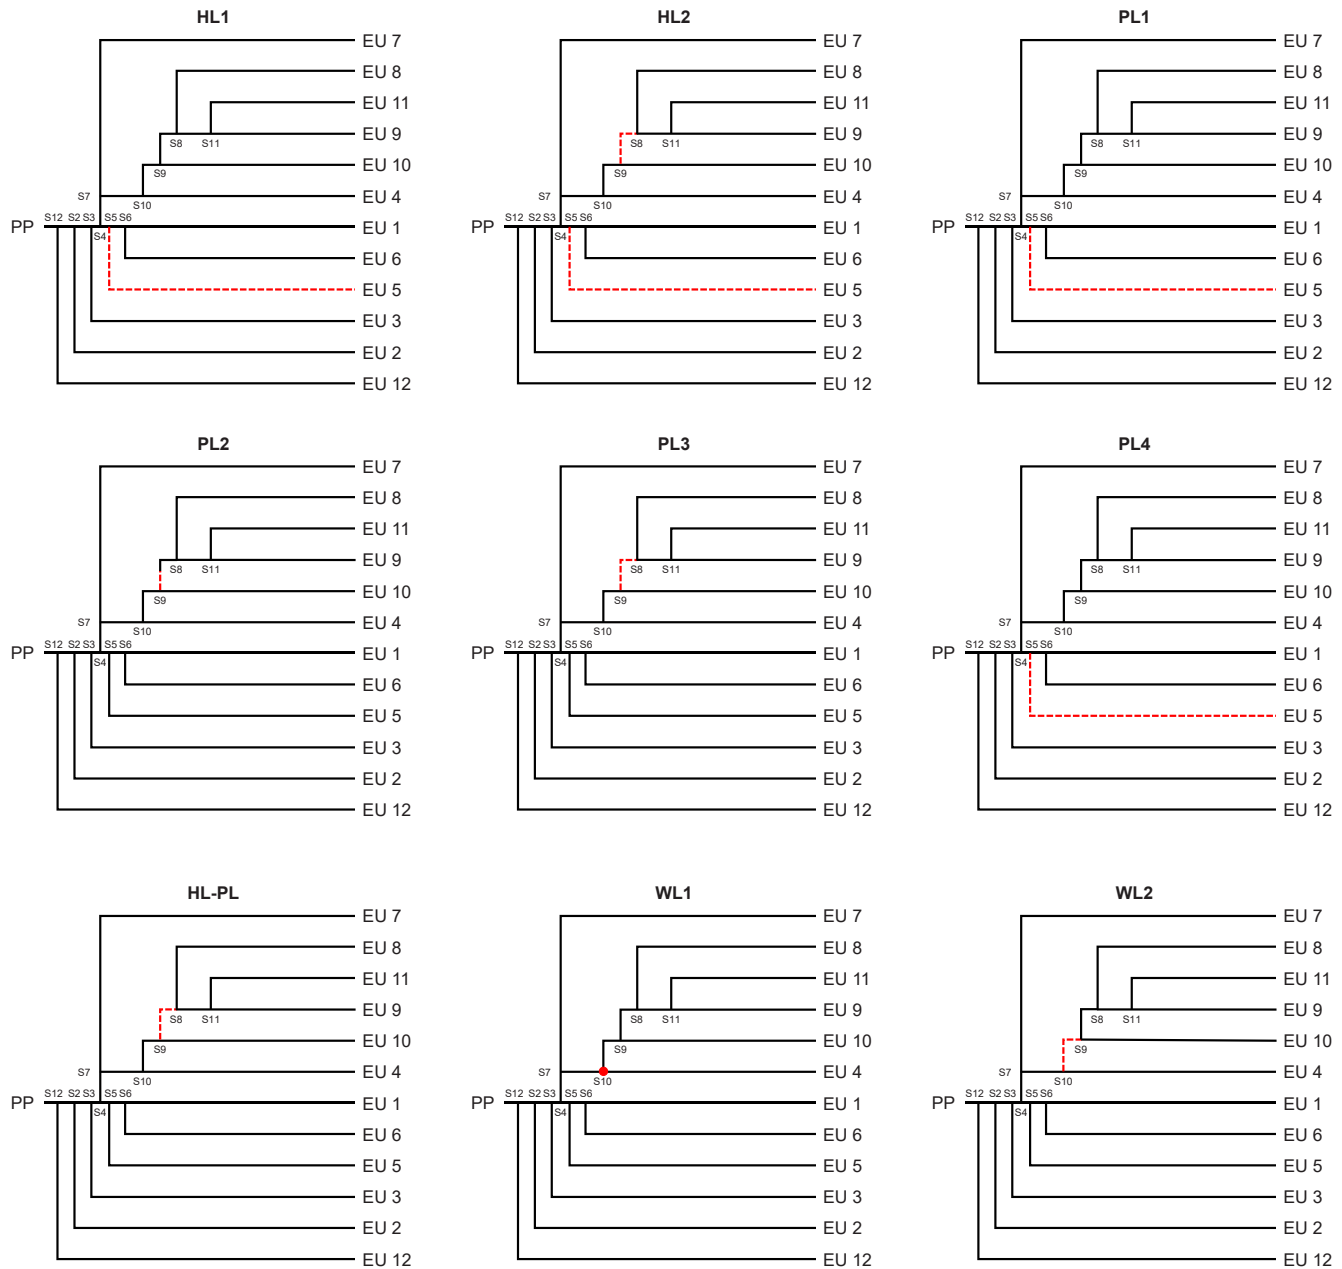 HL1
EU 7
EU 8
EU 11
EU 9
S8 S11
EU 10
S9
S7 EU 4
S10
S12 S2 S3 S5 S6
PP EU 1
S4
EU 6
EU 5
EU 3
EU 2
EU 12
HL2
EU 7
EU 8
EU 11
EU 9
S8 S11
EU 10
S9
S7 EU 4
S10
S12 S2 S3 S5 S6
PP EU 1
S4
EU 6
EU 5
EU 3
EU 2
EU 12
PL1
EU 7
EU 8
EU 11
EU 9
S8 S11
EU 10
S9
S7 EU 4
S10
S12 S2 S3 S5 S6
PP EU 1
S4
EU 6
EU 5
EU 3
EU 2
EU 12
PL2
EU 7
EU 8
EU 11
EU 9
S8 S11
EU 10
S9
S7 EU 4
S10
S12 S2 S3 S5 S6
PP EU 1
S4
EU 6
EU 5
EU 3
EU 2
EU 12
PL3
EU 7
EU 8
EU 11
EU 9
S8 S11
EU 10
S9
S7 EU 4
S10
S12 S2 S3 S5 S6
PP EU 1
S4
EU 6
EU 5
EU 3
EU 2
EU 12
PL4
EU 7
EU 8
EU 11
EU 9
S8 S11
EU 10
S9
S7 EU 4
S10
S12 S2 S3 S5 S6
PP EU 1
S4
EU 6
EU 5
EU 3
EU 2
EU 12
HL-PL
EU 7
EU 8
EU 11
EU 9
S8 S11
EU 10
S9
S7 EU 4
S10
S12 S2 S3 S5 S6
PP EU 1
S4
EU 6
EU 5
EU 3
EU 2
EU 12
WL1
EU 7
EU 8
EU 11
EU 9
S8 S11
EU 10
S9
S7 EU 4
S10
S12 S2 S3 S5 S6
PP EU 1
S4
EU 6
EU 5
EU 3
EU 2
EU 12
WL2
EU 7
EU 8
EU 11
EU 9
S8 S11
EU 10
S9
S7 EU 4
S10
S12 S2 S3 S5 S6
PP EU 1
S4
EU 6
EU 5
EU 3
EU 2
EU 12